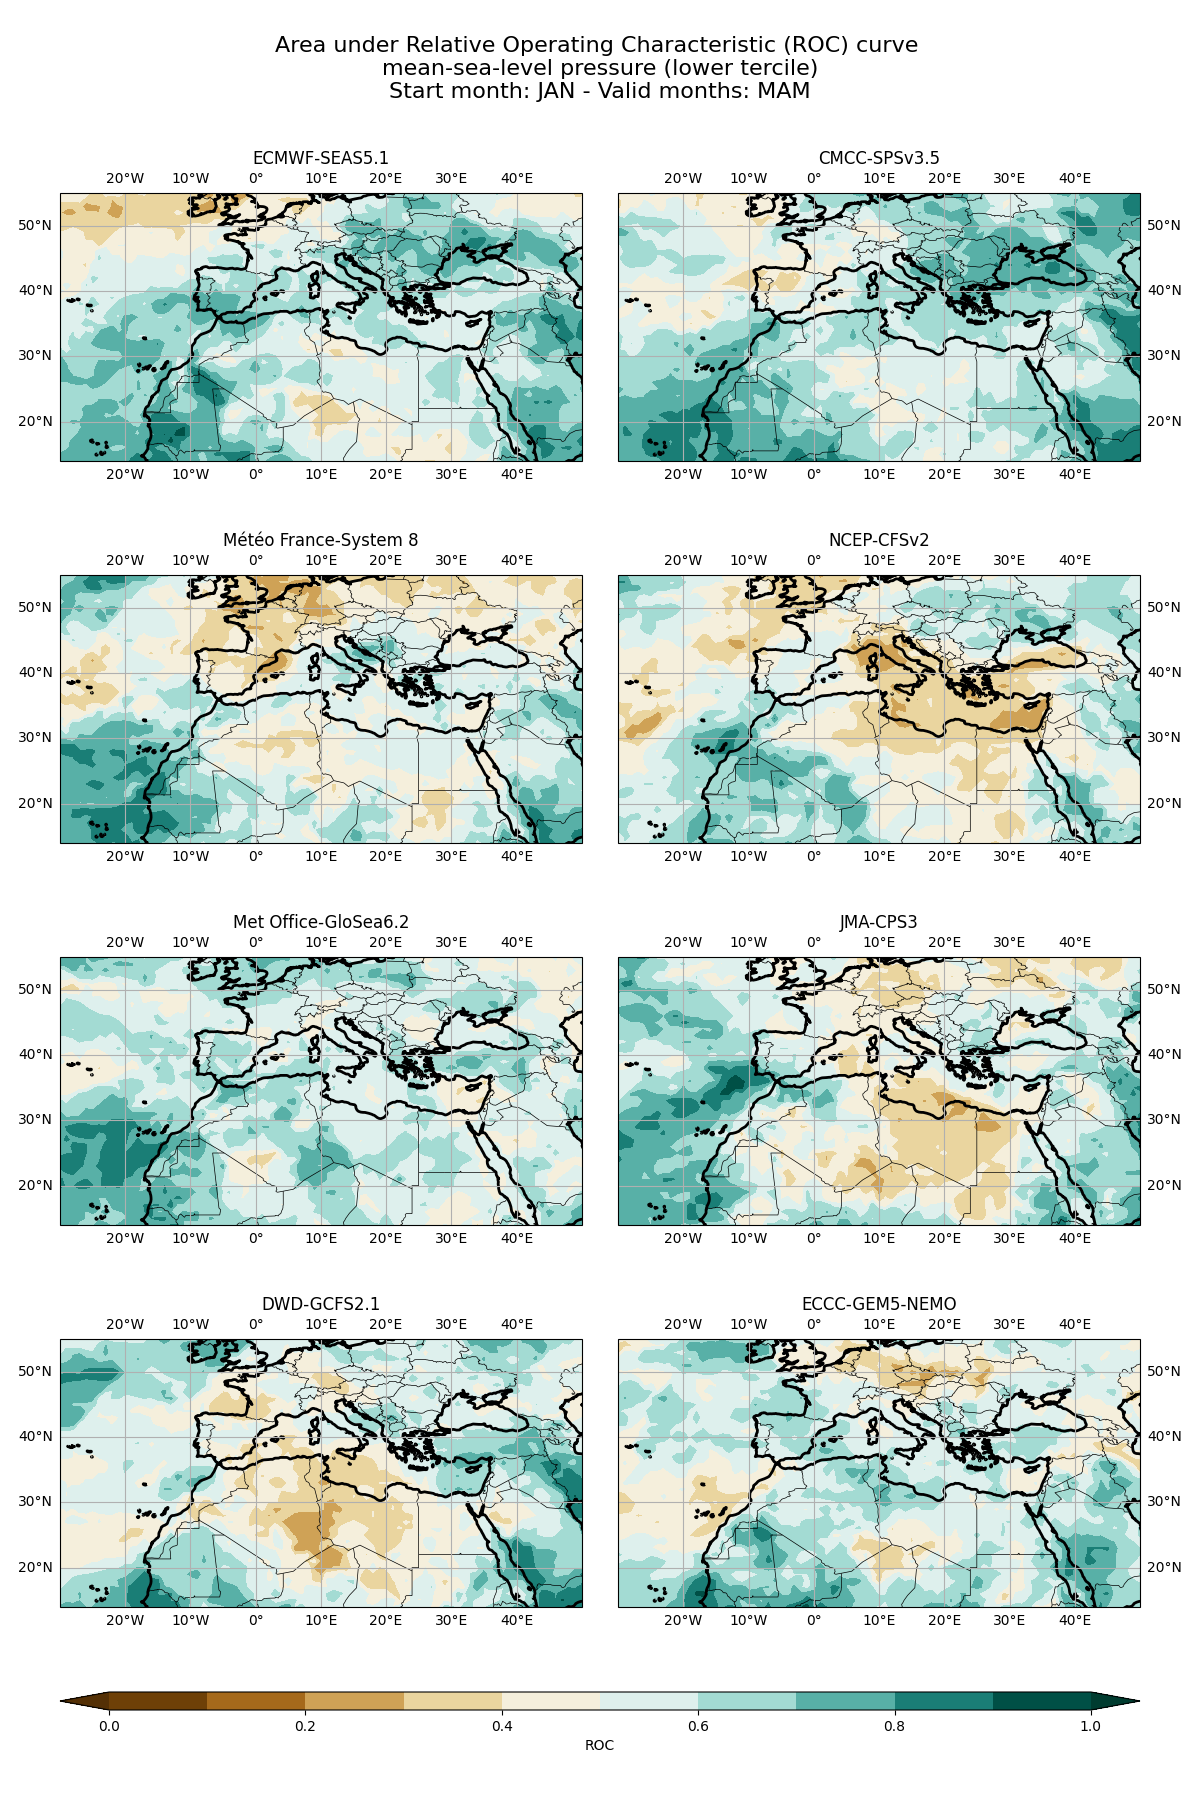 Area under Relative Operating Characteristic (ROC) curve
mean-sea-level pressure (lower tercile)
Start month: JAN - Valid months: MAM
ECMWF-SEAS5.1
CMCC-SPSv3.5
20°W 10°W 0° 10°E 20°E 30°E 40°E
20°W 10°W 0° 10°E 20°E 30°E 40°E
50°N 50°N
40°N 40°N
30°N 30°N
20°N 20°N
20°W 10°W 0° 10°E 20°E 30°E 40°E
20°W 10°W 0° 10°E 20°E 30°E 40°E
Météo France-System 8
NCEP-CFSv2
20°W 10°W 0° 10°E 20°E 30°E 40°E
20°W 10°W 0° 10°E 20°E 30°E 40°E
50°N 50°N
40°N 40°N
30°N 30°N
20°N 20°N
20°W 10°W 0° 10°E 20°E 30°E 40°E
20°W 10°W 0° 10°E 20°E 30°E 40°E
Met Office-GloSea6.2
JMA-CPS3
20°W 10°W 0° 10°E 20°E 30°E 40°E
20°W 10°W 0° 10°E 20°E 30°E 40°E
50°N 50°N
40°N 40°N
30°N 30°N
20°N 20°N
20°W 10°W 0° 10°E 20°E 30°E 40°E
20°W 10°W 0° 10°E 20°E 30°E 40°E
DWD-GCFS2.1
ECCC-GEM5-NEMO
20°W 10°W 0° 10°E 20°E 30°E 40°E
20°W 10°W 0° 10°E 20°E 30°E 40°E
50°N 50°N
40°N 40°N
30°N 30°N
20°N 20°N
20°W 10°W 0° 10°E 20°E 30°E 40°E
20°W 10°W 0° 10°E 20°E 30°E 40°E
0.0 0.2 0.4 0.6 0.8 1.0
ROC